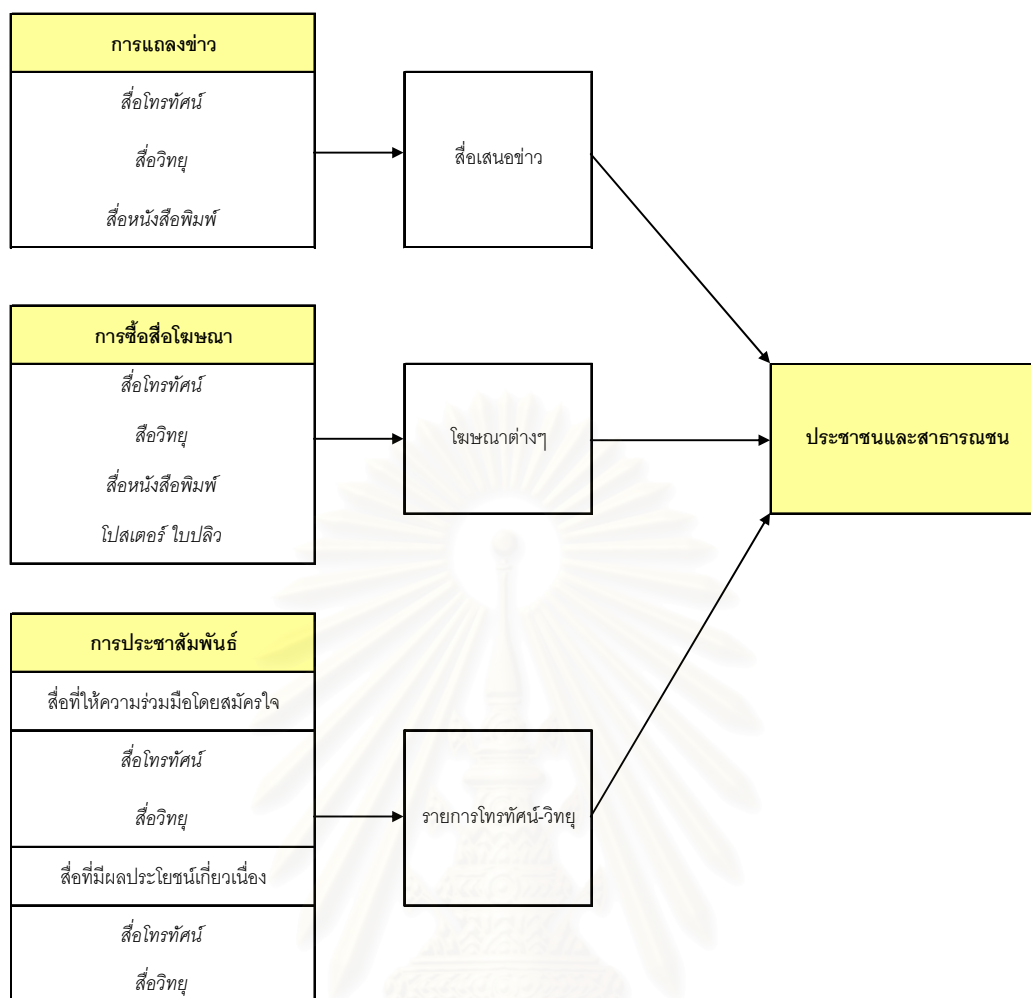 การแถลงข่าว
สื่อโทรทัศน์
สื่อวิทยุ
สื่อหนังสือพิมพ์
สื่อเสนอข่าว
การซื้อสื่อโฆษณา
สื่อโทรทัศน์
สือวิทยุ
สื่อหนังสือพิมพ์
โปสเตอร์ ใบปลิว
โฆษณาต่างๆ
ประชาชนและสาธารณชน
การประชาสัมพันธ์
สื่อที่ให้ความร่วมมือโดยสมัครใจ
สื่อโทรทัศน์
สื่อวิทยุ
รายการโทรทัศน์-วิทยุ
สื่อที่มีผลประโยชน์เกี่ยวเนื่อง
สื่อโทรทัศน์
สื่อวิทยุ